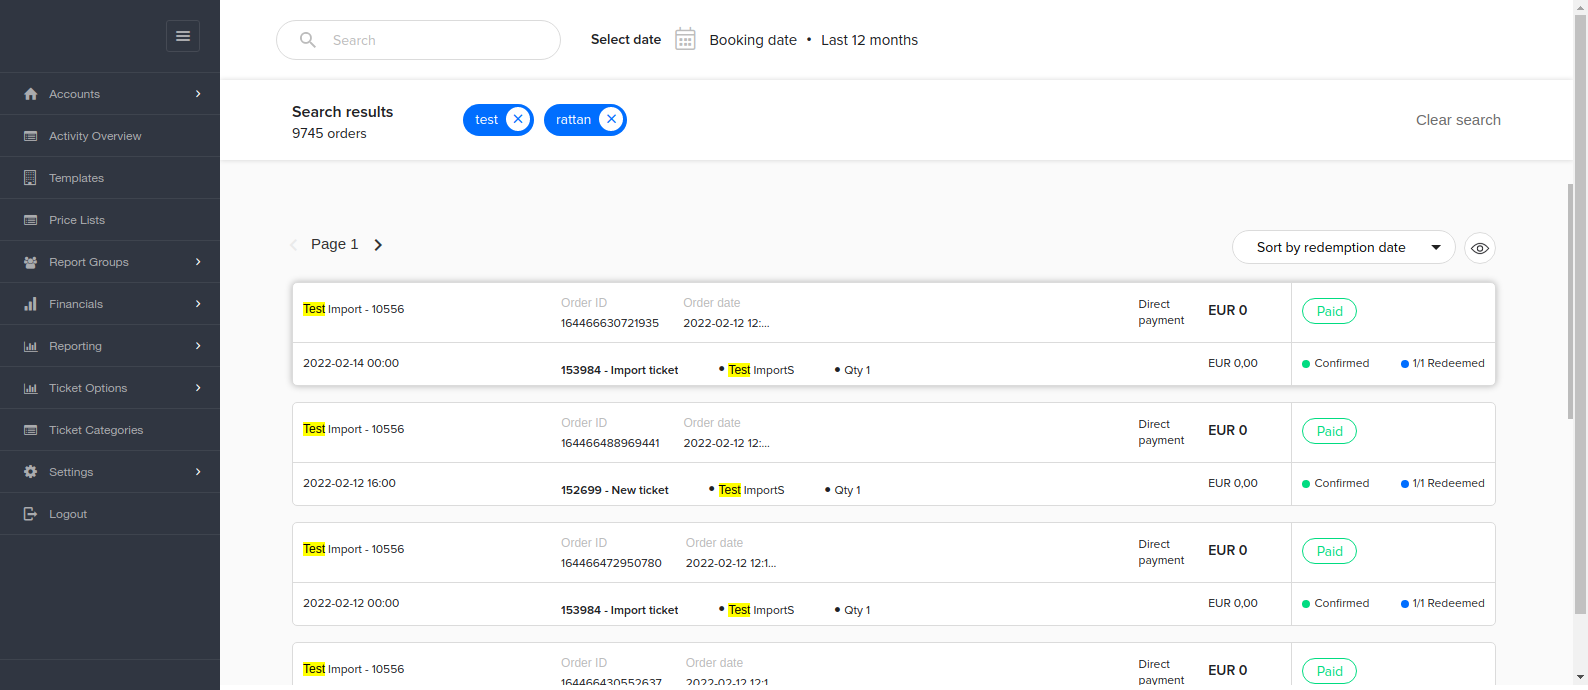 Search
Select date Booking date • Last 12 months
Accounts
Activity Overview
Templates
Price Lists
Report Groups
Financials
Reporting
Ticket Options
Ticket Categories
Settings
Logout
Search results
9745 orders
test
rattan
Clear search
Page 1
Sort by redemption date
Test Import - 10556
Order ID
164466630721935
Order date
2022-02-12 12:...
Direct
payment
EUR 0
Paid
2022-02-14 00:00
153984 - Import ticket • Test ImportS • Qty 1
EUR 0,00
Confirmed
1/1 Redeemed
Test Import - 10556
Order ID
164466488969441
Order date
2022-02-12 12:...
Direct
payment
EUR 0
Paid
2022-02-12 16:00
152699 - New ticket • Test ImportS • Qty 1
EUR 0,00
Confirmed
1/1 Redeemed
Test Import - 10556
Order ID
164466472950780
Order date
2022-02-12 12:1...
Direct
payment
EUR 0
Paid
2022-02-12 00:00
153984 - Import ticket • Test ImportS • Qty 1
EUR 0,00
Confirmed
1/1 Redeemed
Test Import - 10556
Order ID
164466430552637
Order date
2022-02-12 12:1
Direct
payment
EUR 0
Paid